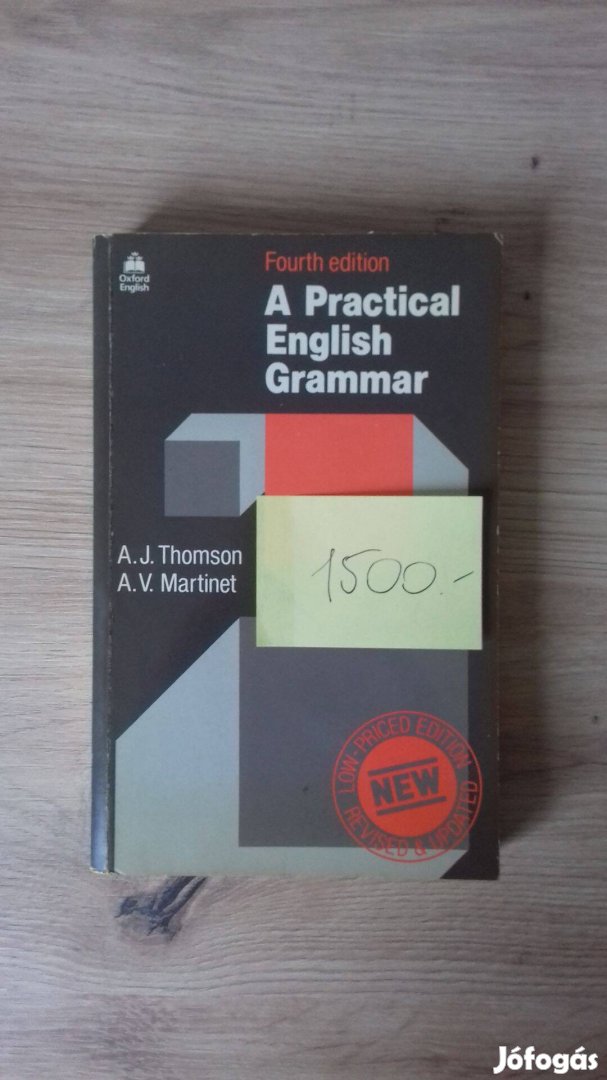 Oxford
English
Fourth edition
A Practical
English
Grammar
A.J. Thomson
A.V. Martinet
1500.-
LOW-PRICED EDITION
NEW
REVISED & UPDATED
Jófogás